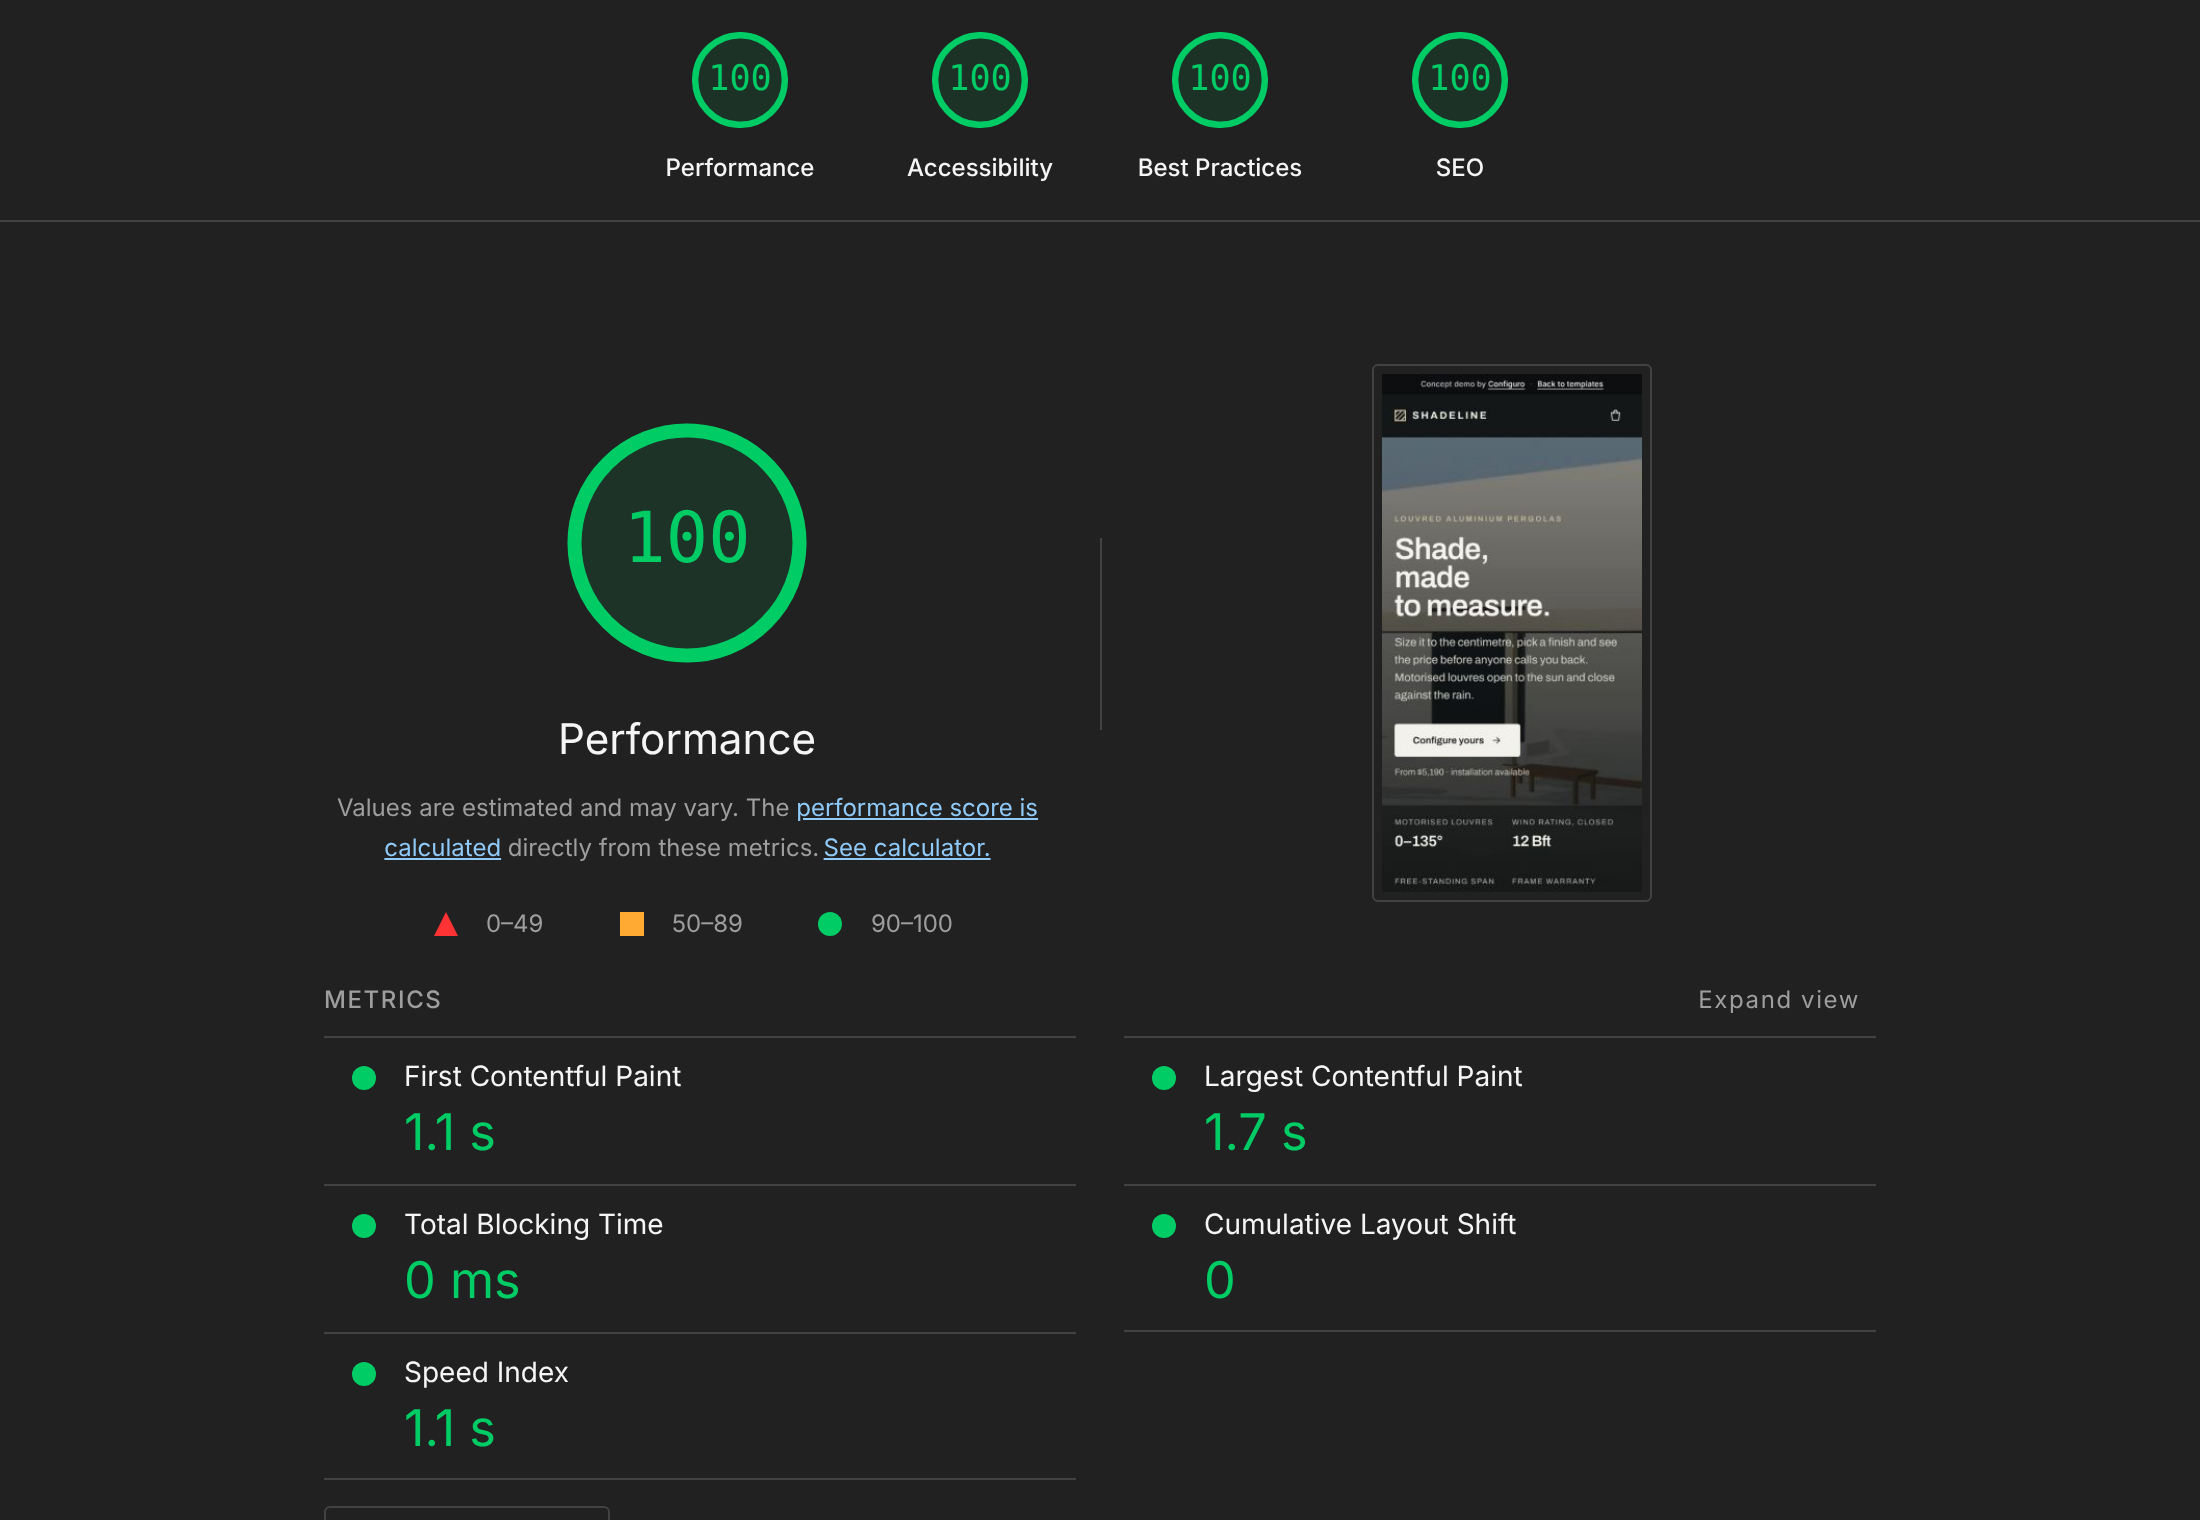 100
100
100
100
Performance
Accessibility
Best Practices
SEO
100
Performance
Values are estimated and may vary. The performance score is
calculated directly from these metrics. See calculator.
0–49
50–89
90–100
Concept demo by Configuro · Back to templates
SHADELINE
LOUVRED ALUMINIUM PERGOLAS
Shade,
made
to measure.
Size it to the centimetre, pick a finish and see
the price before anyone calls you back.
Motorised louvres open to the sun and close
against the rain.
Configure yours →
From $5,190 · installation available
MOTORISED LOUVRES
WIND RATING, CLOSED
0–135°
12 Bft
FREE-STANDING SPAN
FRAME WARRANTY
METRICS
Expand view
First Contentful Paint
1.1 s
Largest Contentful Paint
1.7 s
Total Blocking Time
0 ms
Cumulative Layout Shift
0
Speed Index
1.1 s